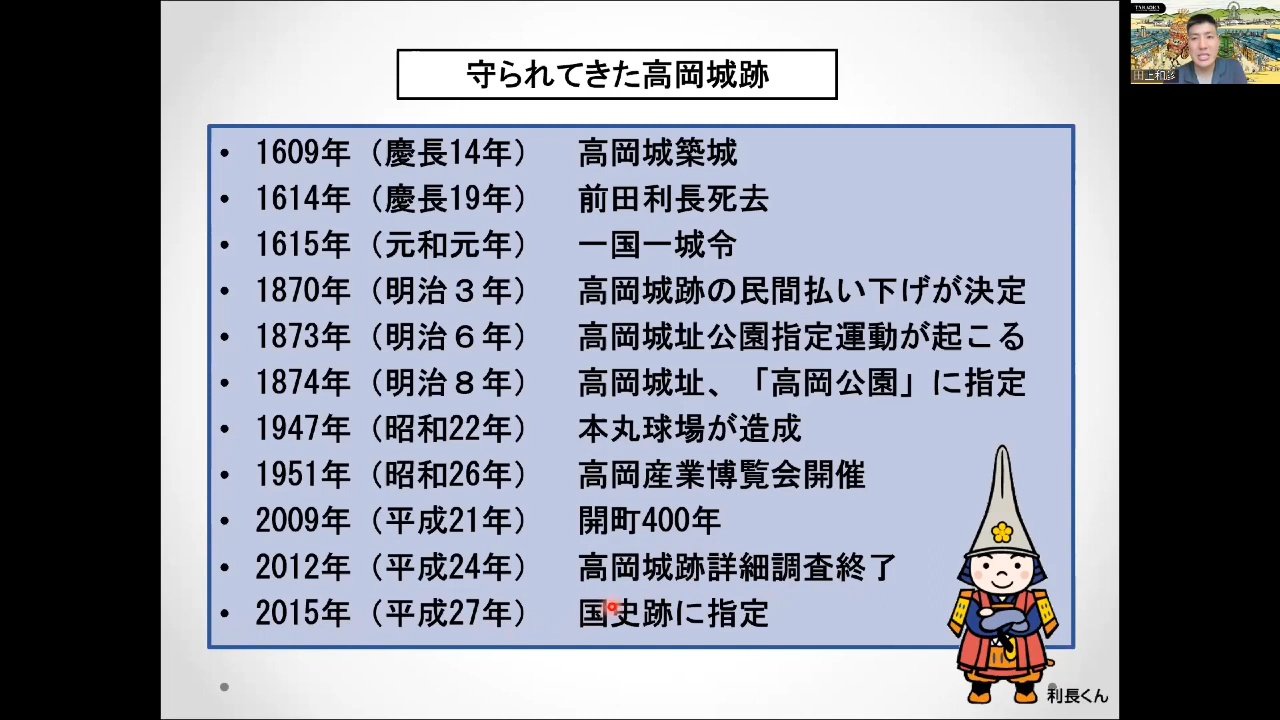 守られてきた高岡城跡
• 1609年（慶長14年） 高岡城築城
• 1614年（慶長19年） 前田利長死去
• 1615年（元和元年） 一国一城令
• 1870年（明治３年） 高岡城跡の民間払い下げが決定
• 1873年（明治６年） 高岡城址公園指定運動が起こる
• 1874年（明治８年） 高岡城址、「高岡公園」に指定
• 1947年（昭和22年） 本丸球場が造成
• 1951年（昭和26年） 高岡産業博覧会開催
• 2009年（平成21年） 開町400年
• 2012年（平成24年） 高岡城跡詳細調査終了
• 2015年（平成27年） 国史跡に指定
利長くん
田上和彦